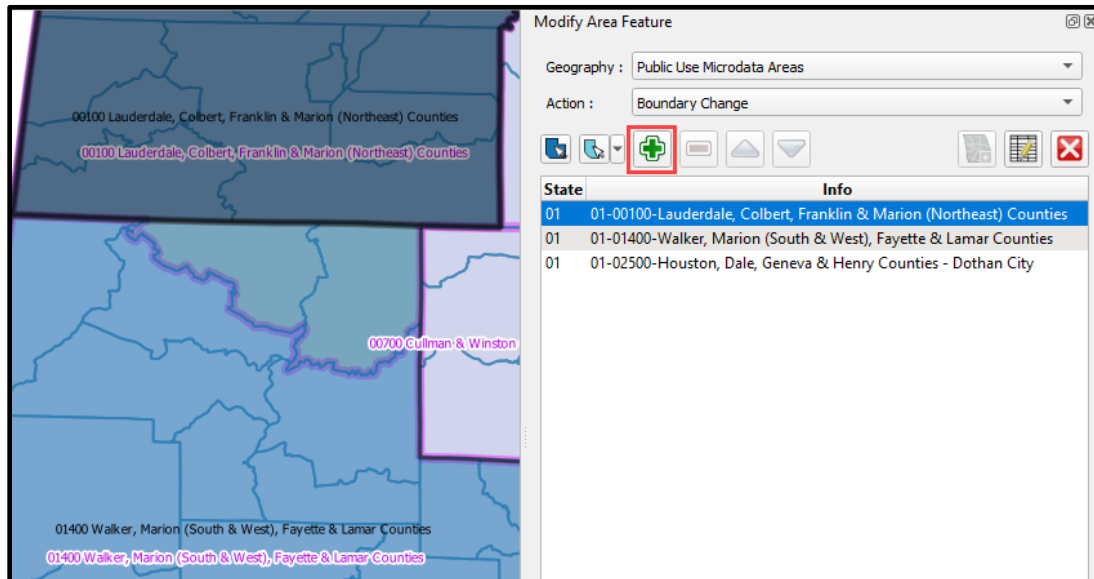 00100 Lauderdale, Colbert, Franklin & Marion (Northeast) Counties
00100 Lauderdale, Colbert, Franklin & Marion (Northeast) Counties
00700 Cullman & Winston
01400 Walker, Marion (South & West), Fayette & Lamar Counties
01400 Walker, Marion (South & West), Fayette & Lamar Counties
Modify Area Feature
Geography : Public Use Microdata Areas
Action : Boundary Change
State Info
01 01-00100-Lauderdale, Colbert, Franklin & Marion (Northeast) Counties
01 01-01400-Walker, Marion (South & West), Fayette & Lamar Counties
01 01-02500-Houston, Dale, Geneva & Henry Counties - Dothan City